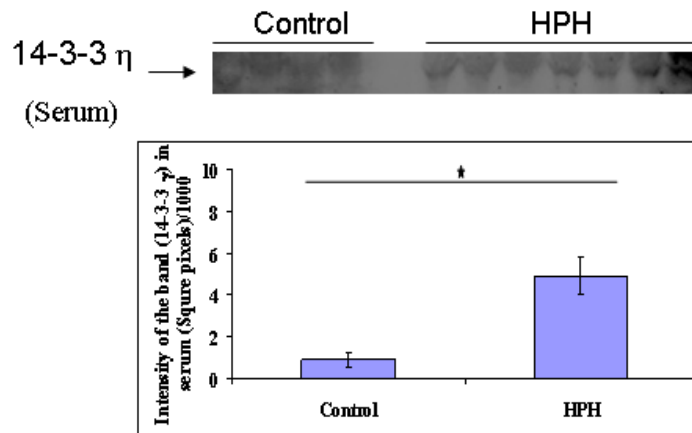 Control HPH
14-3-3 η
(Serum)
Intensity of the band (14-3-3 η) in
serum (Squre pixels)/1000
10
8
6
4
2
0
*
Control HPH